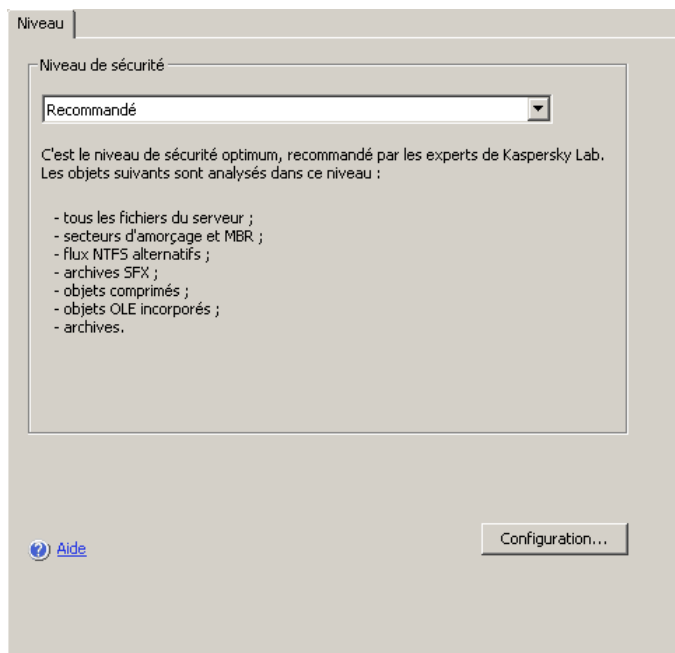 Niveau
Niveau de sécurité
Recommandé
C'est le niveau de sécurité optimum, recommandé par les experts de Kaspersky Lab.
Les objets suivants sont analysés dans ce niveau :
- tous les fichiers du serveur ;
- secteurs d'amorçage et MBR ;
- flux NTFS alternatifs ;
- archives SFX ;
- objets comprimés ;
- objets OLE incorporés ;
- archives.
Configuration...
Aide